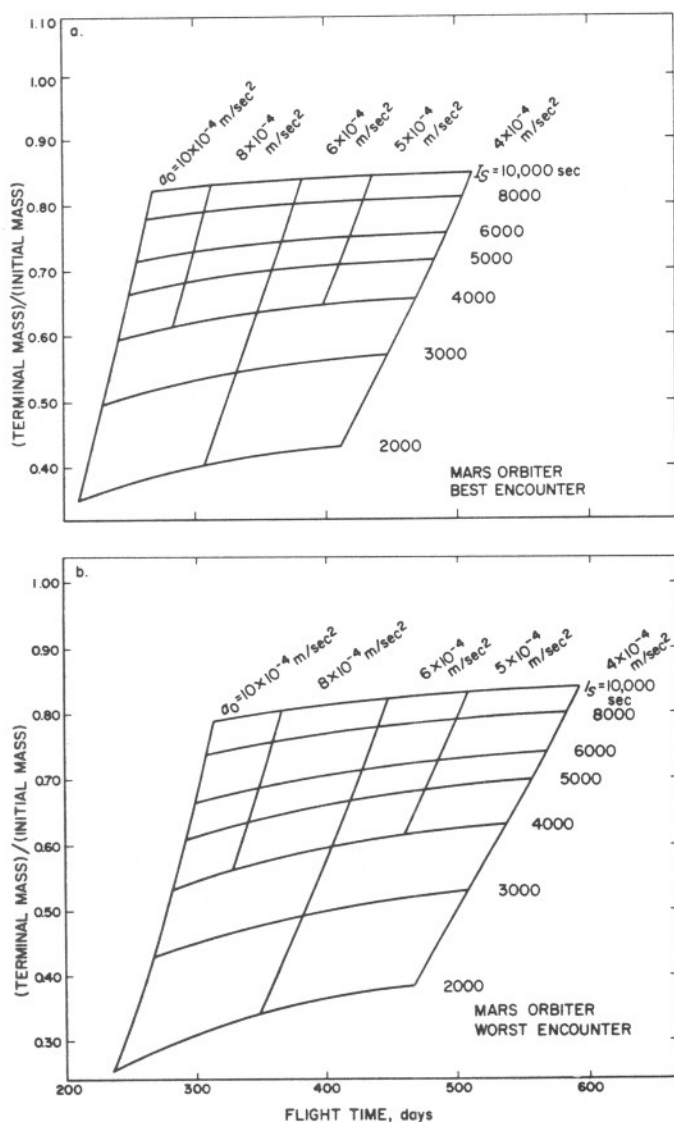 a.
1.10
1.00
0.90
0.80
0.70
0.60
0.50
0.40
(TERMINAL MASS)/(INITIAL MASS)
a₀=10×10⁻⁴ m/sec²
8×10⁻⁴
m/sec²
6×10⁻⁴
m/sec²
5×10⁻⁴
m/sec²
4×10⁻⁴
m/sec²
Iₛ=10,000 sec
8000
6000
5000
4000
3000
2000
MARS ORBITER
BEST ENCOUNTER
b.
1.00
0.90
0.80
0.70
0.60
0.50
0.40
0.30
(TERMINAL MASS)/(INITIAL MASS)
a₀=10×10⁻⁴ m/sec²
8×10⁻⁴ m/sec²
6×10⁻⁴
m/sec²
5×10⁻⁴
m/sec²
4×10⁻⁴
m/sec²
Iₛ=10,000
sec
8000
6000
5000
4000
3000
2000
MARS ORBITER
WORST ENCOUNTER
200 300 400 500 600
FLIGHT TIME, days